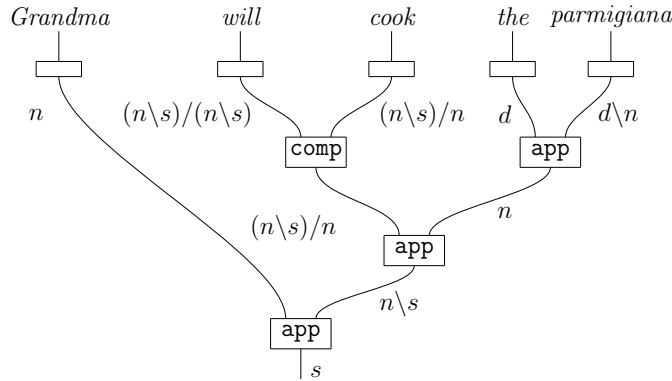 Grandma will cook the parmigiana
n (n\s)/(n\s) (n\s)/n d d\n
comp app
(n\s)/n n
app
n\s
app
s